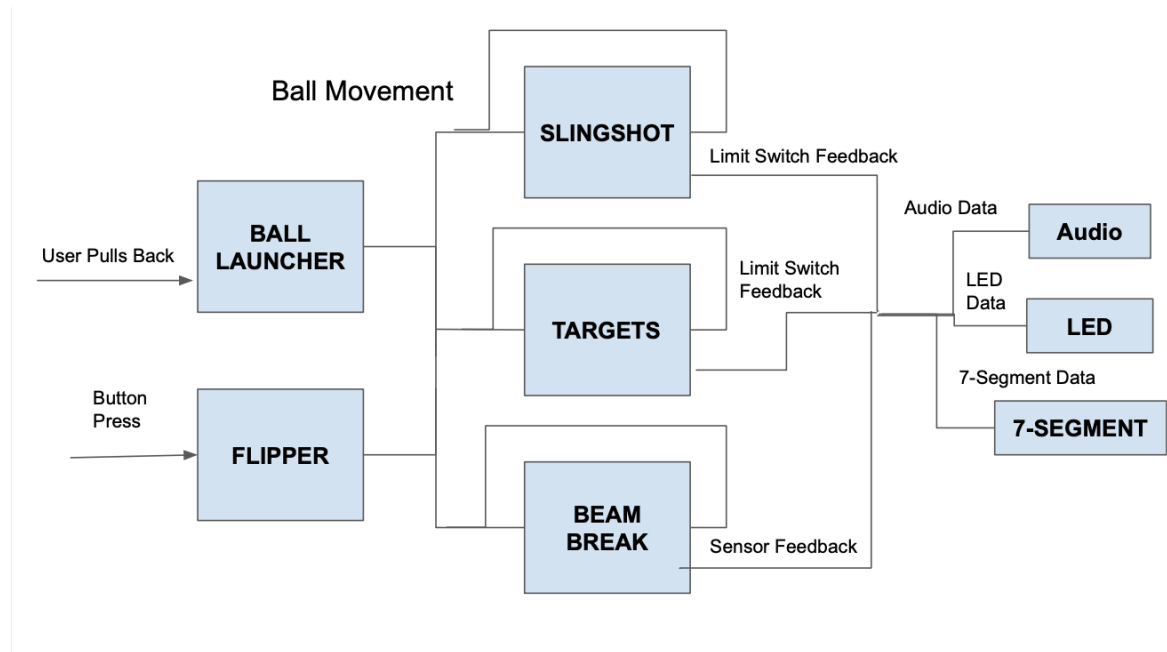 Ball Movement
SLINGSHOT
Limit Switch Feedback
BALL
LAUNCHER
User Pulls Back
Audio Data
Audio
Limit Switch
Feedback
LED
Data
TARGETS
LED
Button
Press
7-Segment Data
FLIPPER
7-SEGMENT
BEAM
BREAK
Sensor Feedback